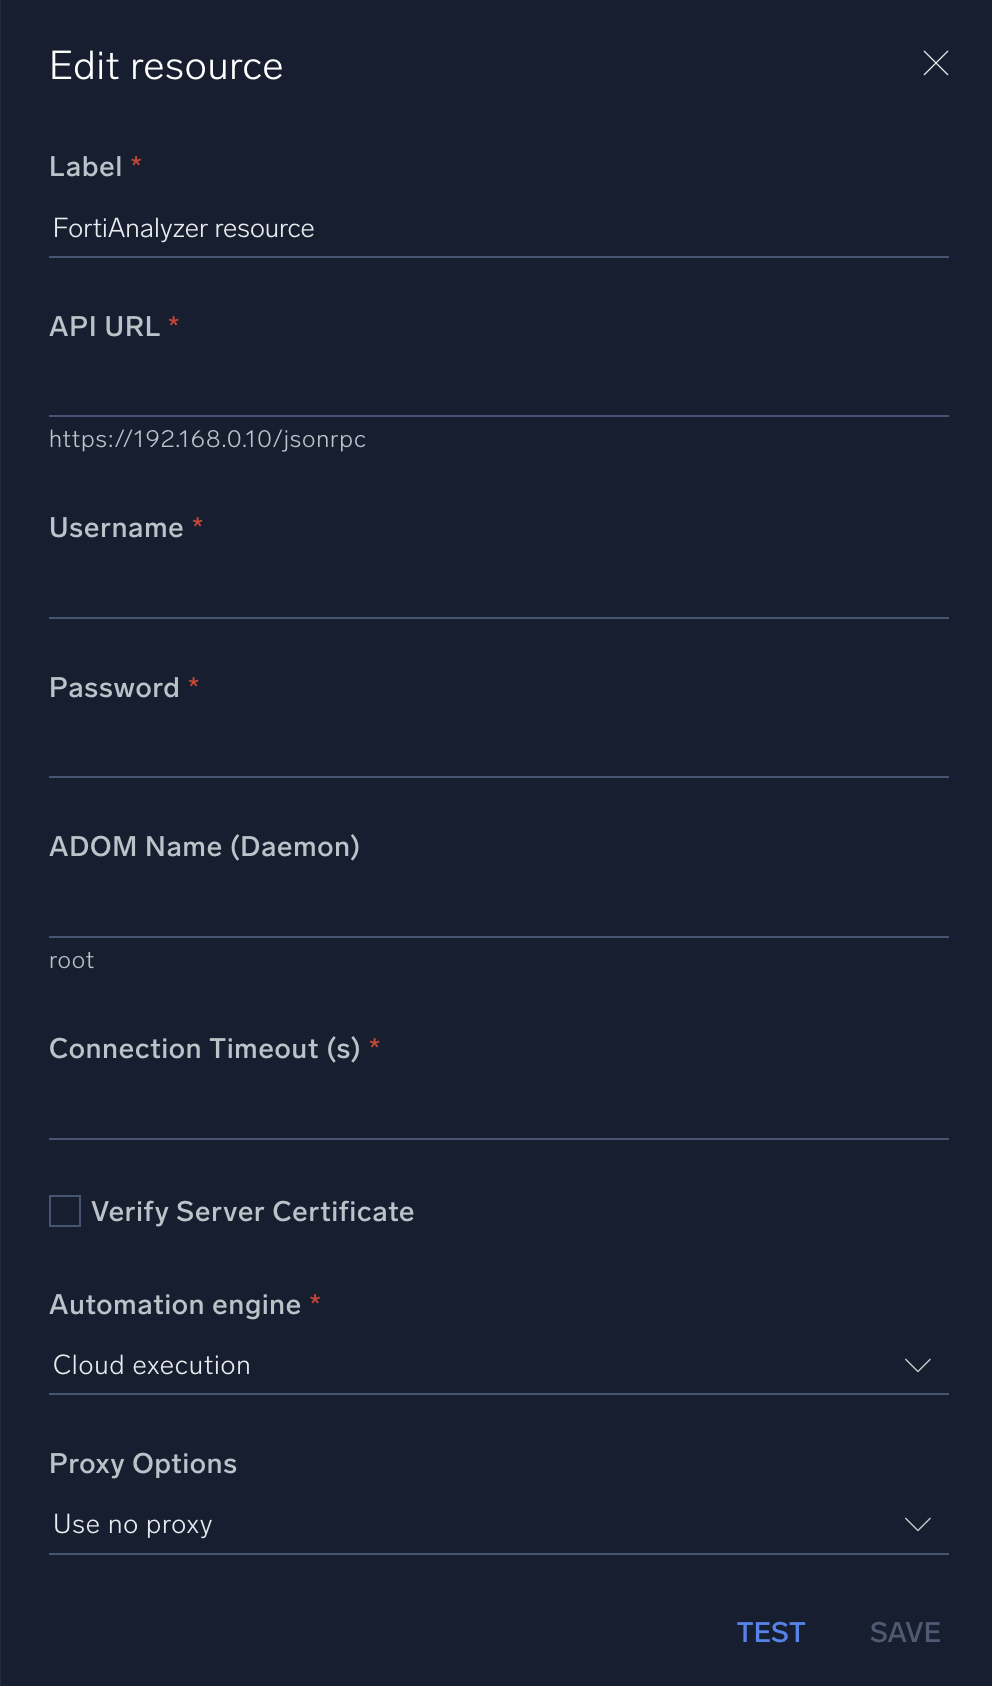 Edit resource
Label *
FortiAnalyzer resource
API URL *
https://192.168.0.10/jsonrpc
Username *
Password *
ADOM Name (Daemon)
root
Connection Timeout (s) *
Verify Server Certificate
Automation engine *
Cloud execution
Proxy Options
Use no proxy
TEST SAVE